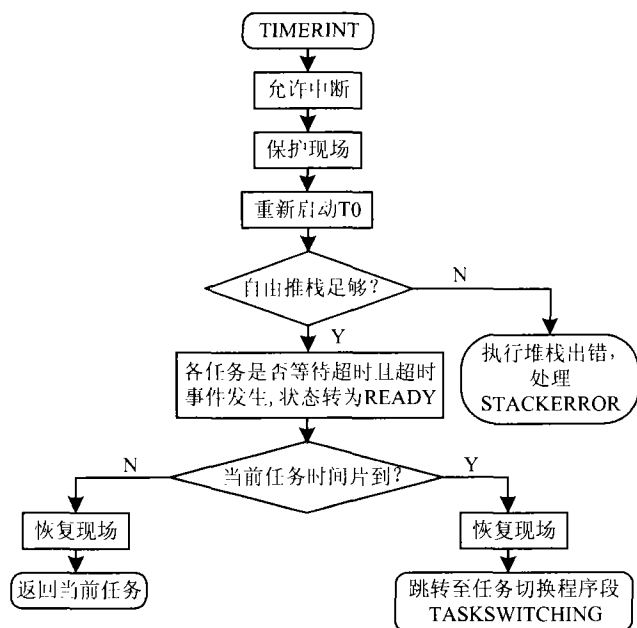 TIMERINT
允许中断
保护现场
重新启动T0
自由推栈足够?
N
Y
执行堆栈出错,
处理
STACKERROR
各任务是否等待超时且超时
事件发生,状态转为READY
N
当前任务时间片到?
Y
恢复现场
恢复现场
返回当前任务
跳转至任务切换程序段
TASKSWITCHING